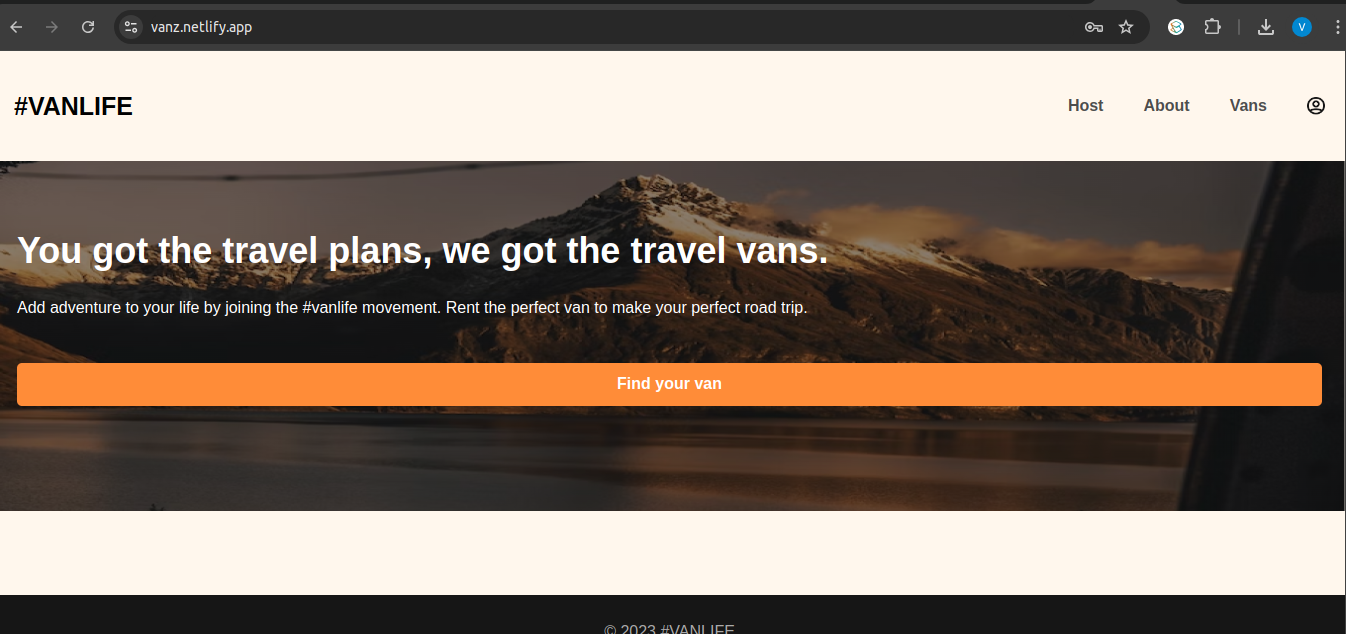 vanz.netlify.app
V
#VANLIFE
Host About Vans
You got the travel plans, we got the travel vans.
Add adventure to your life by joining the #vanlife movement. Rent the perfect van to make your perfect road trip.
Find your van
© 2023 #VANLIFE